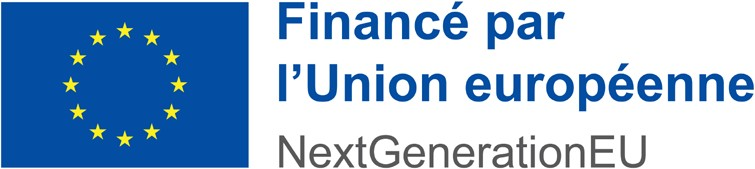 Financé par
l’Union européenne
NextGenerationEU